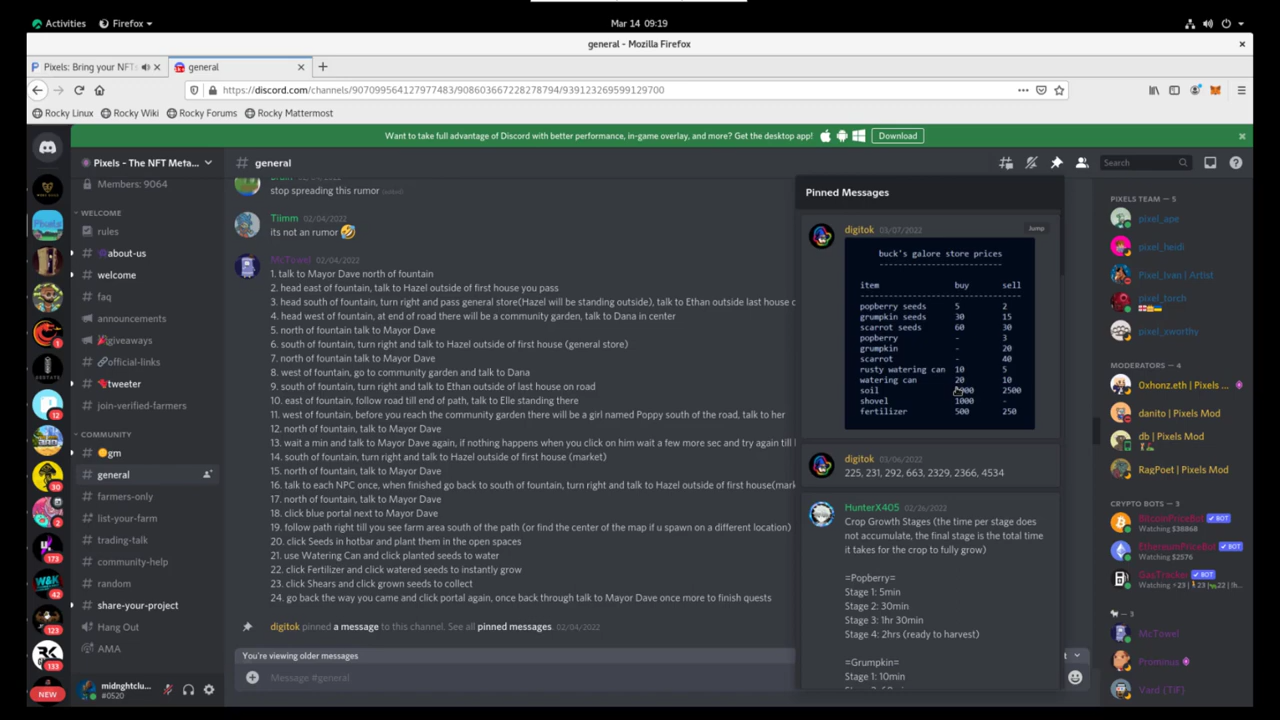 Activities
Firefox
Mar 14 09:19
general - Mozilla Firefox
Pixels: Bring your NFT
general
https://discord.com/channels/907099564127977483/908603667228278794/939123269599129700
Rocky Linux
Rocky Wiki
Rocky Forums
Rocky Mattermost
Want to take full advantage of Discord with better performance, in-game overlay, and more? Get the desktop app!
Download
Pixels - The NFT Meta...
Members: 9064
WELCOME
rules
about-us
welcome
faq
announcements
giveaways
official-links
tweeter
join-verified-farmers
COMMUNITY
gm
general
farmers-only
list-your-farm
trading-talk
community-help
random
share-your-project
Hang Out
AMA
midnghtclu...
#0520
NEW
1
12
30
1
173
42
123
133
# general
stop spreading this rumor (edited)
Tiimm 02/04/2022
its not an rumor
McTowel 02/04/2022
1. talk to Mayor Dave north of fountain
2. head east of fountain, talk to Hazel outside of first house you pass
3. head south of fountain, turn right and pass general store(Hazel will be standing outside), talk to Ethan outside last house o
4. head west of fountain, at end of road there will be a community garden, talk to Dana in center
5. north of fountain talk to Mayor Dave
6. south of fountain, turn right and talk to Hazel outside of first house (general store)
7. north of fountain talk to Mayor Dave
8. west of fountain, go to community garden and talk to Dana
9. south of fountain, turn right and talk to Ethan outside of last house on road
10. east of fountain, follow road till end of path, talk to Elle standing there
11. west of fountain, before you reach the community garden there will be a girl named Poppy south of the road, talk to her
12. north of fountain, talk to Mayor Dave
13. wait a min and talk to Mayor Dave again, if nothing happens when you click on him wait a few more sec and try again till
14. south of fountain, turn right and talk to Hazel outside of first house (market)
15. north of fountain, talk to Mayor Dave
16. talk to each NPC once, when finished go back to south of fountain, turn right and talk to Hazel outside of first house(mark
17. north of fountain, talk to Mayor Dave
18. click blue portal next to Mayor Dave
19. follow path right till you see farm area south of the path (or find the center of the map if u spawn on a different location)
20. click Seeds in hotbar and plant them in the open spaces
21. use Watering Can and click planted seeds to water
22. click Fertilizer and click watered seeds to instantly grow
23. click Shears and click grown seeds to collect
24. go back the way you came and click portal again, once back through talk to Mayor Dave once more to finish quests
digitok pinned a message to this channel. See all pinned messages. 02/04/2022
You're viewing older messages
Message #general
Search
Pinned Messages
digitok 03/07/2022
Jump
buck's galore store prices
item buy sell
popberry seeds 5 2
grumpkin seeds 30 15
scarrot seeds 60 30
popberry - 3
grumpkin - 20
scarrot - 40
rusty watering can 10 5
watering can 20 10
soil 2500
shovel 1000 -
fertilizer 500 250
digitok 03/06/2022
225, 231, 292, 663, 2329, 2366, 4534
HunterX405 02/26/2022
Crop Growth Stages (the time per stage
does not accumulate, the final stage is the total time
it takes for the crop to fully grow)
=Popberry=
Stage 1: 5min
Stage 2: 30min
Stage 3: 1hr 30min
Stage 4: 2hrs (ready to harvest)
=Grumpkin=
Stage 1: 10min
PIXELS TEAM — 5
pixel_ape
pixel_heidi
Pixel_Ivan | Artist
pixel_torch
pixel_xworthy
MODERATORS — 4
0xhonz.eth | Pixels ...
danito | Pixels Mod
db | Pixels Mod
RagPoet | Pixels Mod
CRYPTO BOTS — 3
BitcoinPriceBot BOT
Watching $38868
EthereumPriceBot BOT
Watching $2576
GasTracker BOT
— 3
McTowel
Prominus
Vard {TIF}